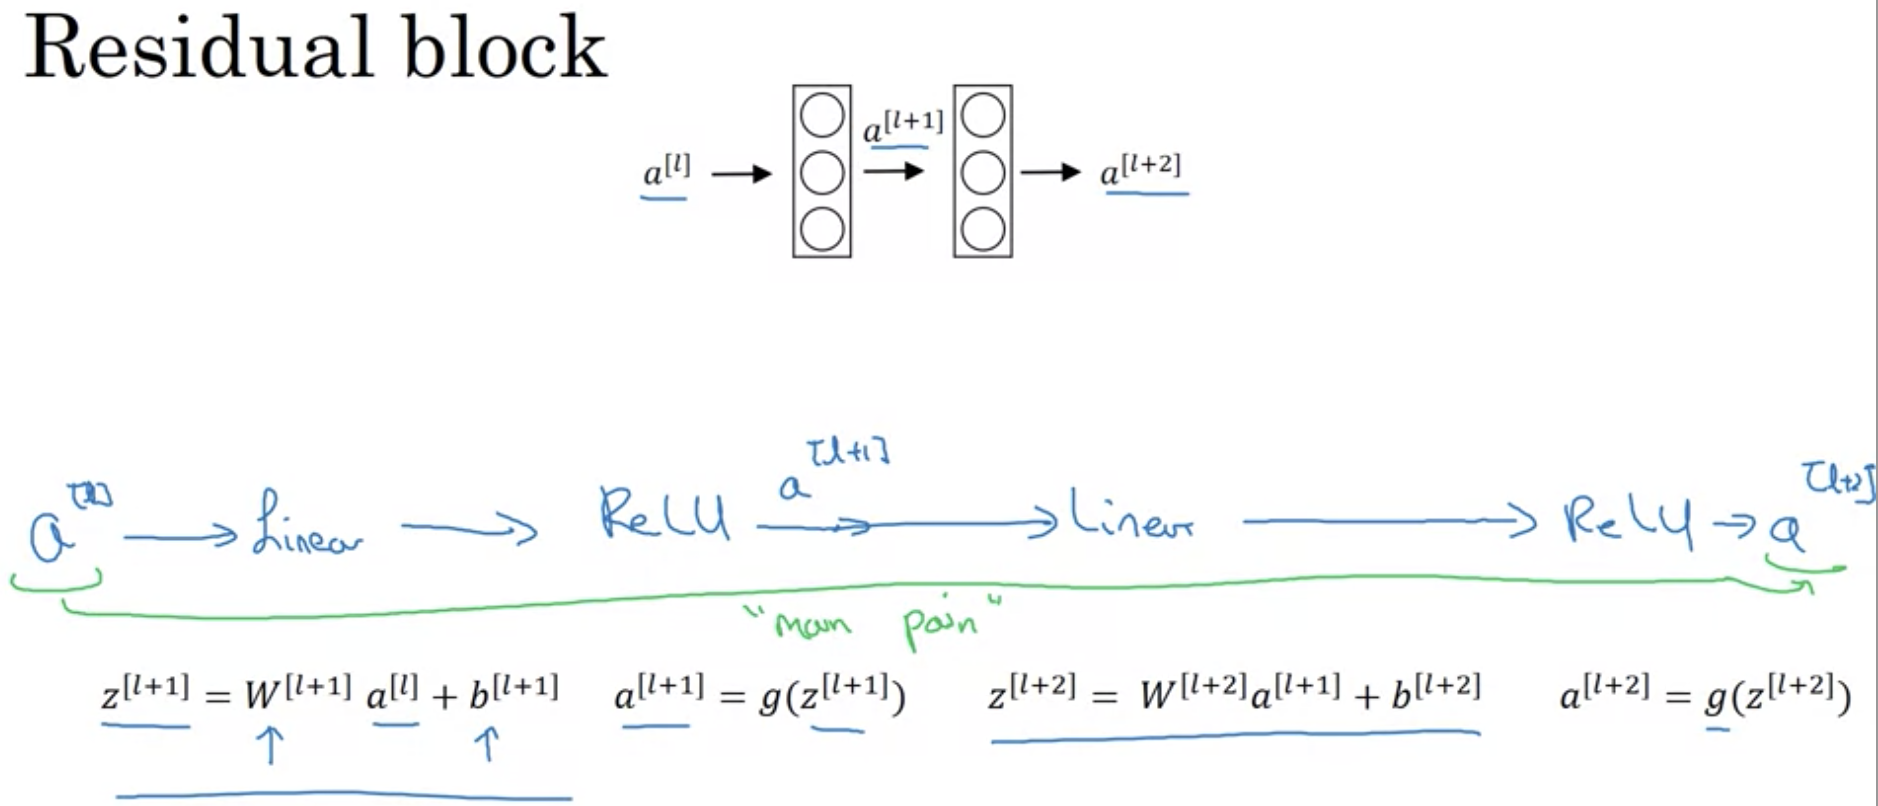 Residual block
a^[l] → a^[l+1] → a^[l+2]
a^[l] → Linear → ReLU a^[l+1] → Linear → ReLU → a^[l+2]
"main path"
z^[l+1] = W^[l+1] a^[l] + b^[l+1] a^[l+1] = g(z^[l+1]) z^[l+2] = W^[l+2]a^[l+1] + b^[l+2] a^[l+2] = g(z^[l+2])